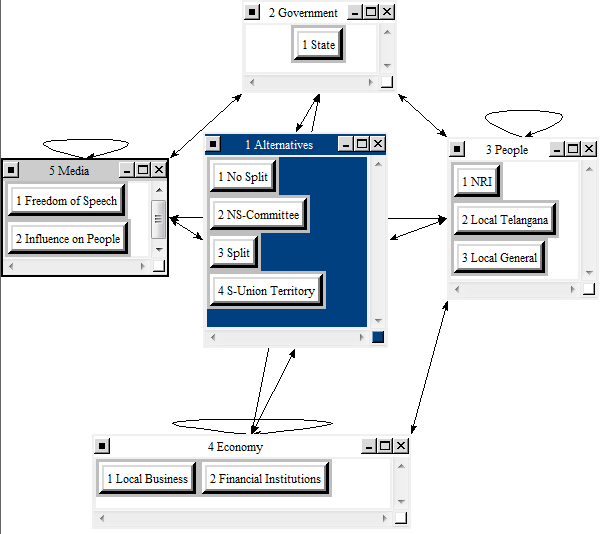 2 Government
1 State
1 Alternatives
1 No Split
2 NS-Committee
3 Split
4 S-Union Territory
5 Media
1 Freedom of Speech
2 Influence on People
3 People
1 NRI
2 Local Telangana
3 Local General
4 Economy
1 Local Business
2 Financial Institutions